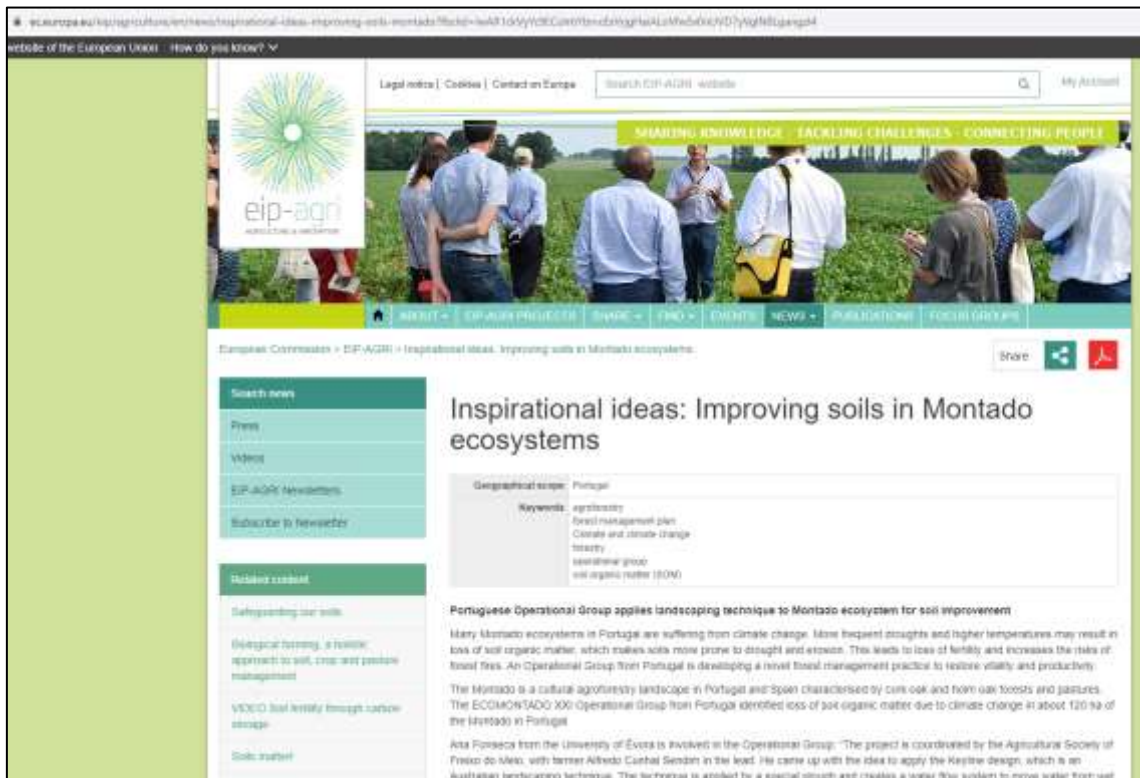 website of the European Union How do you know?
Legal notice | Cookies | Contact on Europa
Search EIP-AGRI website
My Account
SHARING KNOWLEDGE - TACKLING CHALLENGES - CONNECTING PEOPLE
eip-agri
AGRICULTURE & INNOVATION
ABOUT EIP-AGRI PROJECTS SHARE FIND EVENTS NEWS PUBLICATIONS FOCUS GROUPS
European Commission > EIP-AGRI > Inspirational ideas: Improving soils in Montado ecosystems
Share
Search news
Press
Videos
EIP-AGRI Newsletters
Subscribe to Newsletter
Related content
Safeguarding our soils
Biological farming, a holistic
approach to soil, crop and pasture
management
VIDEO Soil fertility through carbon
storage
Soils matter!
Inspirational ideas: Improving soils in Montado
ecosystems
Geographical scope Portugal
Keywords agroforestry
forest management plan
Climate and climate change
forestry
operational group
soil organic matter (SOM)
Portuguese Operational Group applies landscaping technique to Montado ecosystem for soil improvement
Many Montado ecosystems in Portugal are suffering from climate change. More frequent droughts and higher temperatures may result in
loss of soil organic matter, which makes soils more prone to drought and erosion. This leads to loss of fertility and increases the risks of
forest fires. An Operational Group from Portugal is developing a novel forest management practice to restore vitality and productivity.
The Montado is a cultural agroforestry landscape in Portugal and Spain characterised by cork oak and holm oak forests and pastures.
The ECOMONTADO XXI Operational Group from Portugal identified loss of soil organic matter due to climate change in about 120 ha of
the Montado in Portugal.
Ana Fonseca from the University of Évora is involved in the Operational Group: "The project is coordinated by the Agricultural Society of
Freixo do Meio, with farmer Alfredo Cunhal Sendim in the lead. He came up with the idea to apply the Keyline design, which is an
Australian landscaping technique. The technique is applied by a special plough and creates a water flow system to move water from wet